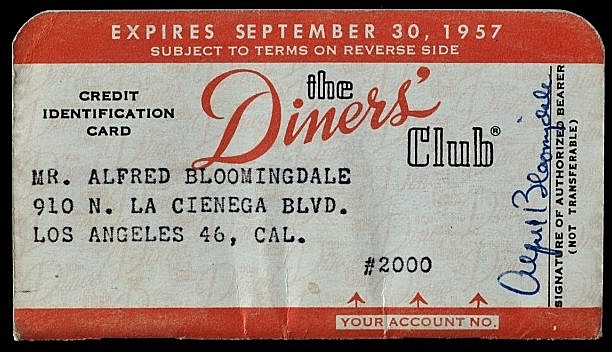 EXPIRES SEPTEMBER 30, 1957
SUBJECT TO TERMS ON REVERSE SIDE
CREDIT
IDENTIFICATION
CARD
the
Diners'
Club®
MR. ALFRED BLOOMINGDALE
910 N. LA CIENEGA BLVD.
LOS ANGELES 46, CAL.
#2000
YOUR ACCOUNT NO.
Alfred Bloomingdale
SIGNATURE OF AUTHORIZED BEARER
(NOT TRANSFERABLE)